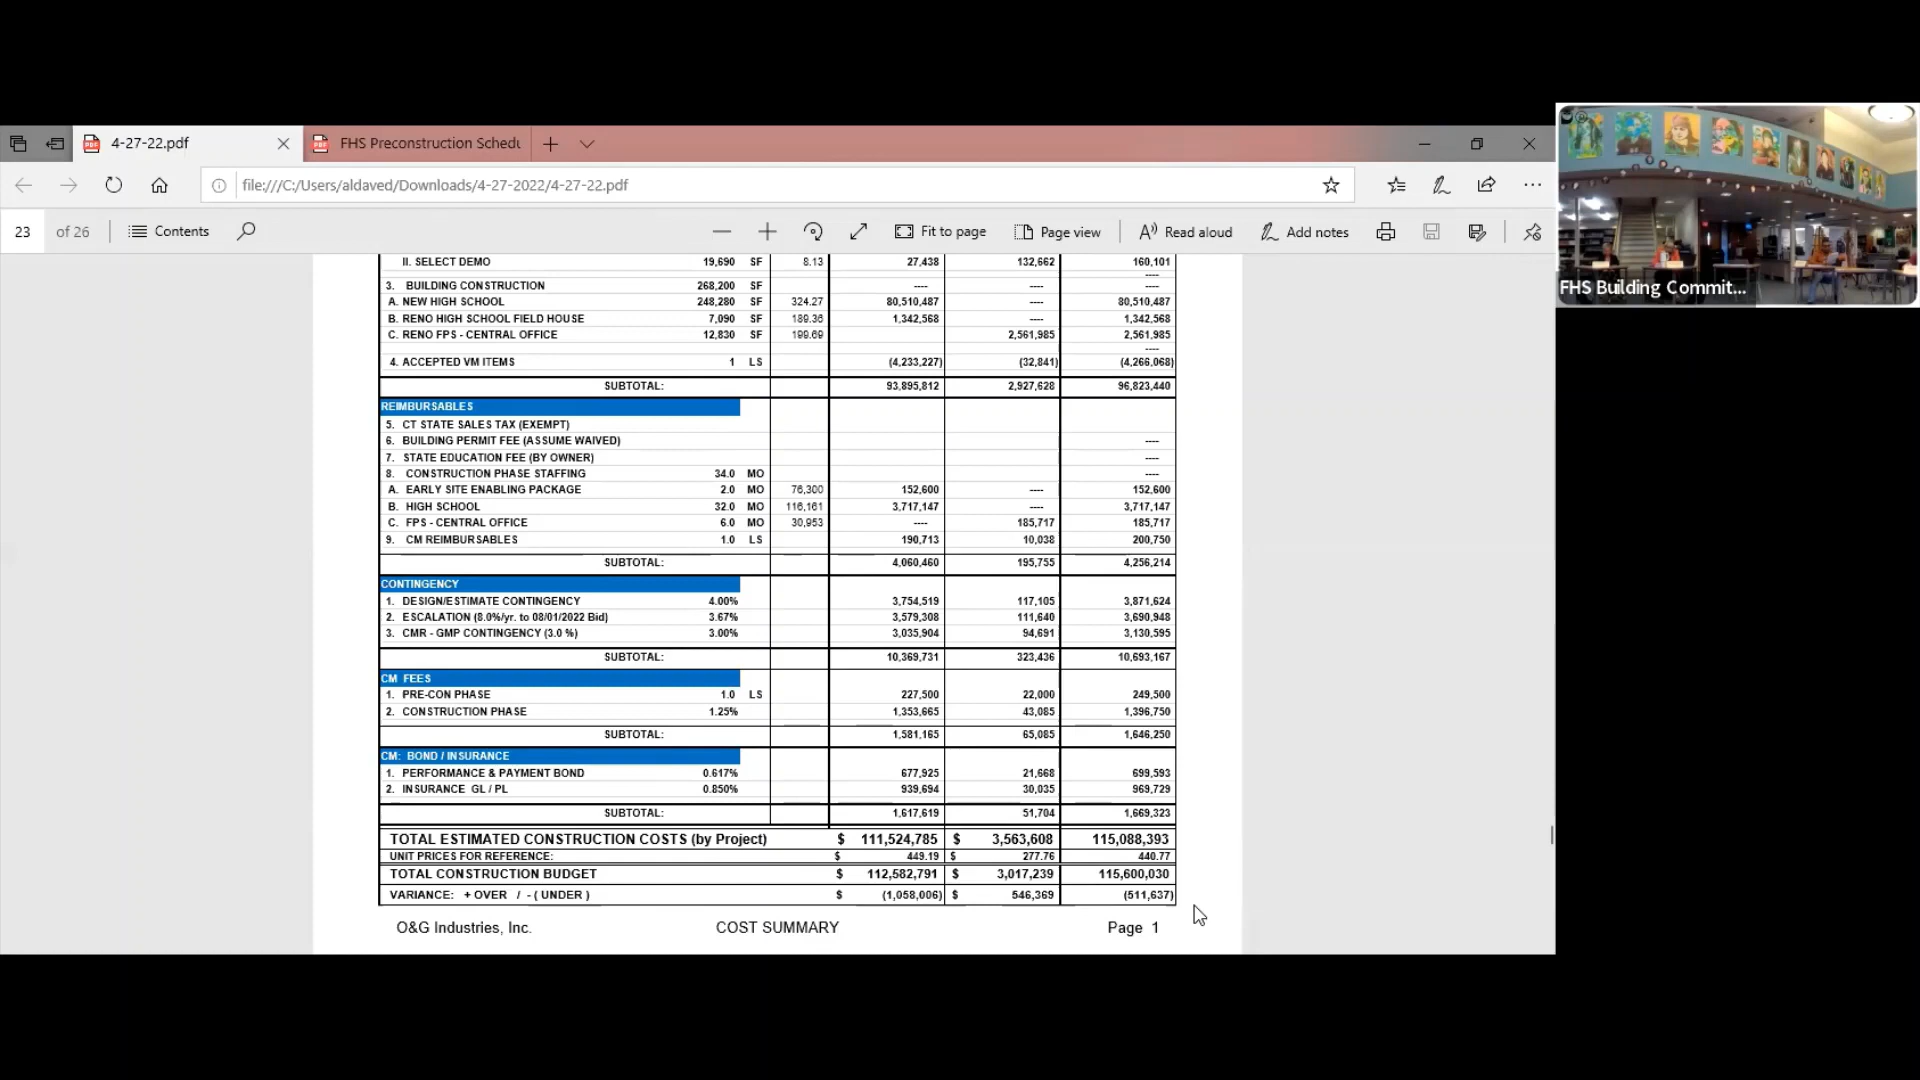 4-27-22.pdf
FHS Preconstruction Schedu
file:///C:/Users/aldaved/Downloads/4-27-2022/4-27-22.pdf
23 of 26 Contents Fit to page Page view Read aloud Add notes
FHS Building Commit...
II. SELECT DEMO 19,690 SF 8.13 27,438 132,662 160,101
----
3. BUILDING CONSTRUCTION 268,200 SF ---- ---- ----
A. NEW HIGH SCHOOL 248,280 SF 324.27 80,510,487 ---- 80,510,487
B. RENO HIGH SCHOOL FIELD HOUSE 7,090 SF 189.36 1,342,568 ---- 1,342,568
C. RENO FPS - CENTRAL OFFICE 12,830 SF 199.69 2,561,985 2,561,985
----
4. ACCEPTED VM ITEMS 1 LS (4,233,227) (32,841) (4,266,068)
SUBTOTAL: 93,895,812 2,927,628 96,823,440
REIMBURSABLES
5. CT STATE SALES TAX (EXEMPT)
6. BUILDING PERMIT FEE (ASSUME WAIVED) ----
7. STATE EDUCATION FEE (BY OWNER) ----
8. CONSTRUCTION PHASE STAFFING 34.0 MO ----
A. EARLY SITE ENABLING PACKAGE 2.0 MO 76,300 152,600 ---- 152,600
B. HIGH SCHOOL 32.0 MO 116,161 3,717,147 ---- 3,717,147
C. FPS - CENTRAL OFFICE 6.0 MO 30,953 ---- 185,717 185,717
9. CM REIMBURSABLES 1.0 LS 190,713 10,038 200,750
SUBTOTAL: 4,060,460 195,755 4,256,214
CONTINGENCY
1. DESIGN/ESTIMATE CONTINGENCY 4.00% 3,754,519 117,105 3,871,624
2. ESCALATION (8.0%/yr. to 08/01/2022 Bid) 3.67% 3,579,308 111,640 3,690,948
3. CMR - GMP CONTINGENCY (3.0 %) 3.00% 3,035,904 94,691 3,130,595
SUBTOTAL: 10,369,731 323,436 10,693,167
CM FEES
1. PRE-CON PHASE 1.0 LS 227,500 22,000 249,500
2. CONSTRUCTION PHASE 1.25% 1,353,665 43,085 1,396,750
SUBTOTAL: 1,581,165 65,085 1,646,250
CM: BOND / INSURANCE
1. PERFORMANCE & PAYMENT BOND 0.617% 677,925 21,668 699,593
2. INSURANCE GL / PL 0.850% 939,694 30,035 969,729
SUBTOTAL: 1,617,619 51,704 1,669,323
TOTAL ESTIMATED CONSTRUCTION COSTS (by Project) $ 111,524,785 $ 3,563,608 115,088,393
UNIT PRICES FOR REFERENCE: $ 449.19 $ 277.76 440.77
TOTAL CONSTRUCTION BUDGET $ 112,582,791 $ 3,017,239 115,600,030
VARIANCE: + OVER / - ( UNDER ) $ (1,058,006) $ 546,369 (511,637)
O&G Industries, Inc. COST SUMMARY Page 1